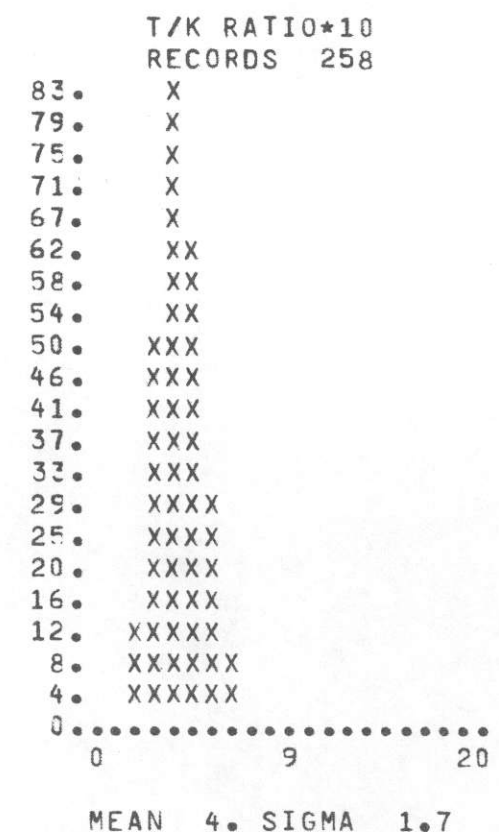 T/K RATIO*10
RECORDS 258
83. X
79. X
75. X
71. X
67. X
62. XX
58. XX
54. XX
50. XXX
46. XXX
41. XXX
37. XXX
33. XXX
29. XXXX
25. XXXX
20. XXXX
16. XXXX
12. XXXXX
8. XXXXXX
4. XXXXXX
0......................
0 9 20
MEAN 4. SIGMA 1.7